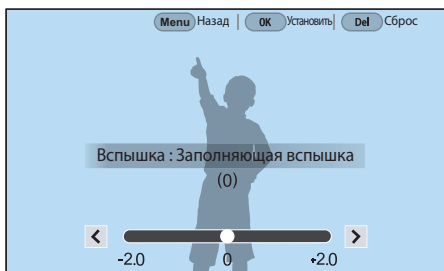 Menu Назад | OK Установить | Del Сброс
Вспышка : Заполняющая вспышка
(0)
< >
-2.0 0 +2.0